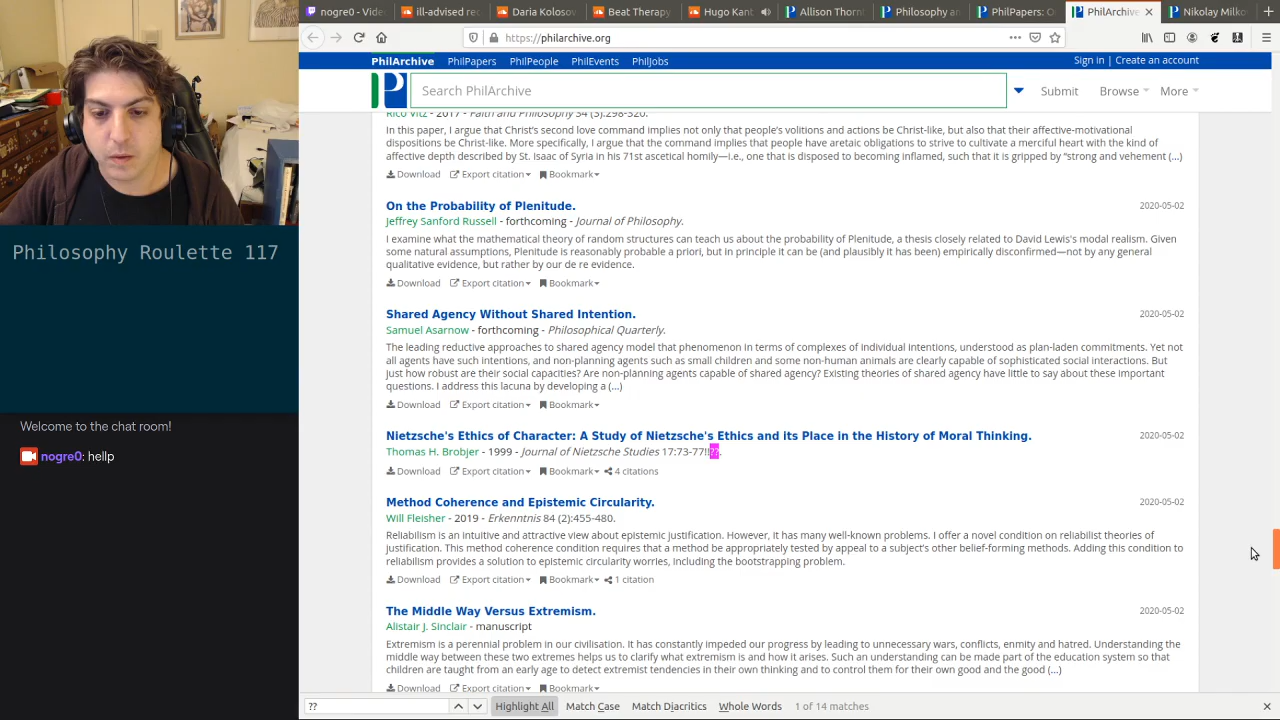 nogre0 - Video
ill-advised rec
Daria Kolosov
Beat Therapy
Hugo Kant
Allison Thorn
Philosophy an
PhilPapers: O
PhilArchive
Nikolay Milko
https://philarchive.org
PhilArchive PhilPapers PhilPeople PhilEvents PhilJobs
Sign in | Create an account
P Search PhilArchive
Submit Browse More
Rico Vitz - 2017 - Faith and Philosophy 34 (3):298-320.
In this paper, I argue that Christ's second love command implies not only that people's volitions and actions be Christ-like, but also that their affective-motivational
dispositions be Christ-like. More specifically, I argue that the command implies that people have aretaic obligations to strive to cultivate a merciful heart with the kind of
affective depth described by St. Isaac of Syria in his 71st ascetical homily—i.e., one that is disposed to becoming inflamed, such that it is gripped by "strong and vehement (...)
Download Export citation Bookmark
On the Probability of Plenitude. 2020-05-02
Jeffrey Sanford Russell - forthcoming - Journal of Philosophy.
I examine what the mathematical theory of random structures can teach us about the probability of Plenitude, a thesis closely related to David Lewis's modal realism. Given
some natural assumptions, Plenitude is reasonably probable a priori, but in principle it can be (and plausibly it has been) empirically disconfirmed—not by any general
qualitative evidence, but rather by our de re evidence.
Download Export citation Bookmark
Shared Agency Without Shared Intention. 2020-05-02
Samuel Asarnow - forthcoming - Philosophical Quarterly.
The leading reductive approaches to shared agency model that phenomenon in terms of complexes of individual intentions, understood as plan-laden commitments. Yet not
all agents have such intentions, and non-planning agents such as small children and some non-human animals are clearly capable of sophisticated social interactions. But
just how robust are their social capacities? Are non-planning agents capable of shared agency? Existing theories of shared agency have little to say about these important
questions. I address this lacuna by developing a (...)
Download Export citation Bookmark
Nietzsche's Ethics of Character: A Study of Nietzsche's Ethics and its Place in the History of Moral Thinking. 2020-05-02
Thomas H. Brobjer - 1999 - Journal of Nietzsche Studies 17:73-77!!??.
Download Export citation Bookmark 4 citations
Method Coherence and Epistemic Circularity. 2020-05-02
Will Fleisher - 2019 - Erkenntnis 84 (2):455-480.
Reliabilism is an intuitive and attractive view about epistemic justification. However, it has many well-known problems. I offer a novel condition on reliabilist theories of
justification. This method coherence condition requires that a method be appropriately tested by appeal to a subject's other belief-forming methods. Adding this condition to
reliabilism provides a solution to epistemic circularity worries, including the bootstrapping problem.
Download Export citation Bookmark 1 citation
The Middle Way Versus Extremism. 2020-05-02
Alistair J. Sinclair - manuscript
Extremism is a perennial problem in our civilisation. It has constantly impeded our progress by leading to unnecessary wars, conflicts, enmity and hatred. Understanding the
middle way between these two extremes helps us to clarify what extremism is and how it arises. Such an understanding can be made part of the education system so that
children are taught from an early age to detect extremist tendencies in their own thinking and to control them for their own good and the good (...)
Download Export citation Bookmark
?? Highlight All Match Case Match Diacritics Whole Words 1 of 14 matches
Philosophy Roulette 117
Welcome to the chat room!
nogre0: hellp